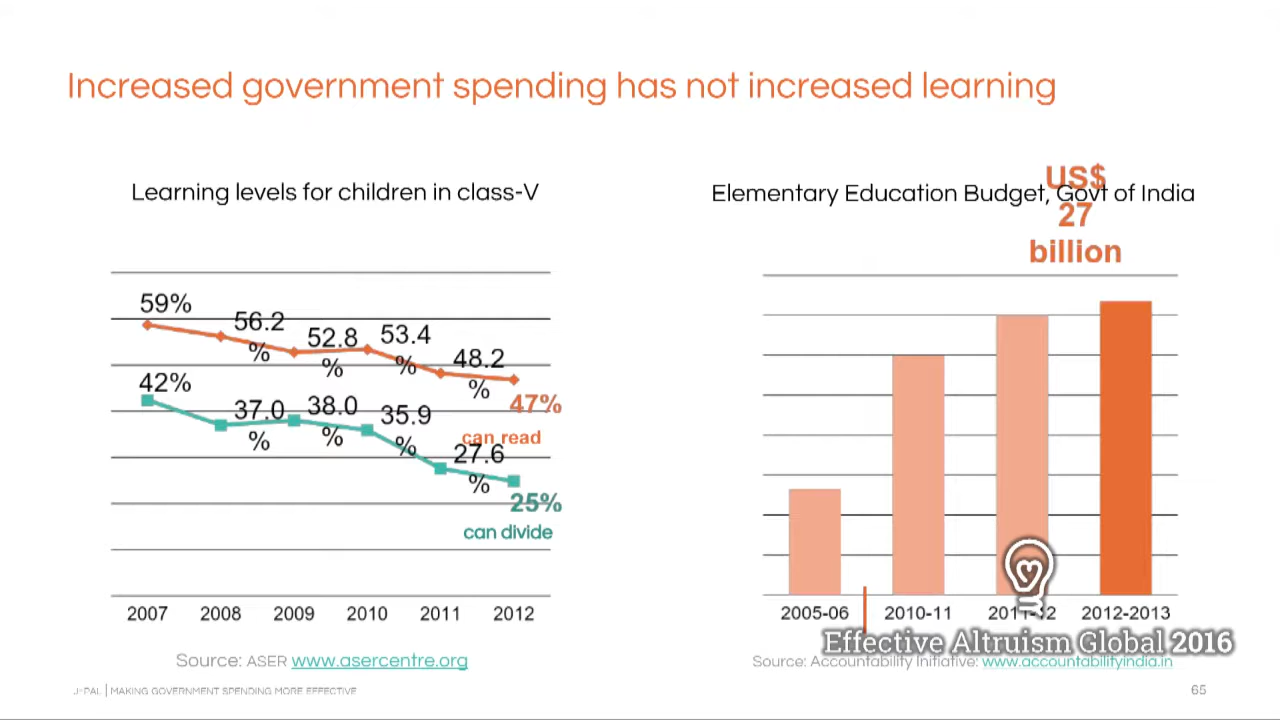 Increased government spending has not increased learning
Learning levels for children in class-V
59%
56.2
%
52.8
%
53.4
%
48.2
%
47%
can read
42%
37.0
%
38.0
%
35.9
%
27.6
%
25%
can divide
2007 2008 2009 2010 2011 2012
Source: ASER www.asercentre.org
Elementary Education Budget, Govt of India
US$
27
billion
2005-06 2010-11 2011-12 2012-2013
Effective Altruism Global 2016
Source: Accountability Initiative: www.accountabilityindia.in
J-PAL | MAKING GOVERNMENT SPENDING MORE EFFECTIVE
65